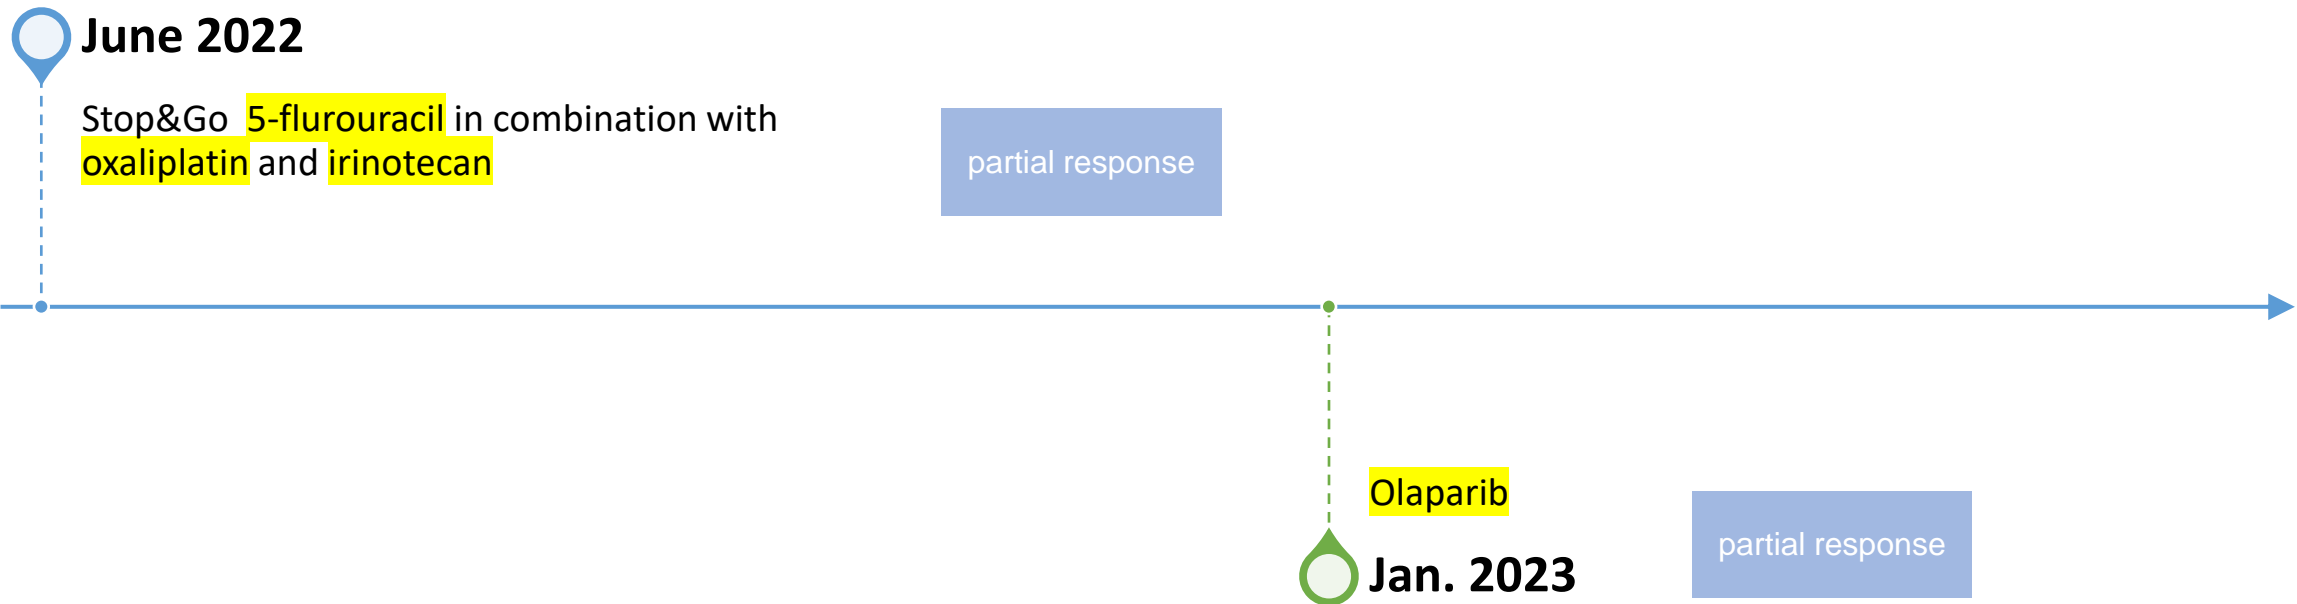 June 2022
Stop&Go  5-flurouracil in combination with
oxaliplatin and irinotecan
partial response
Olaparib
partial response
Jan. 2023